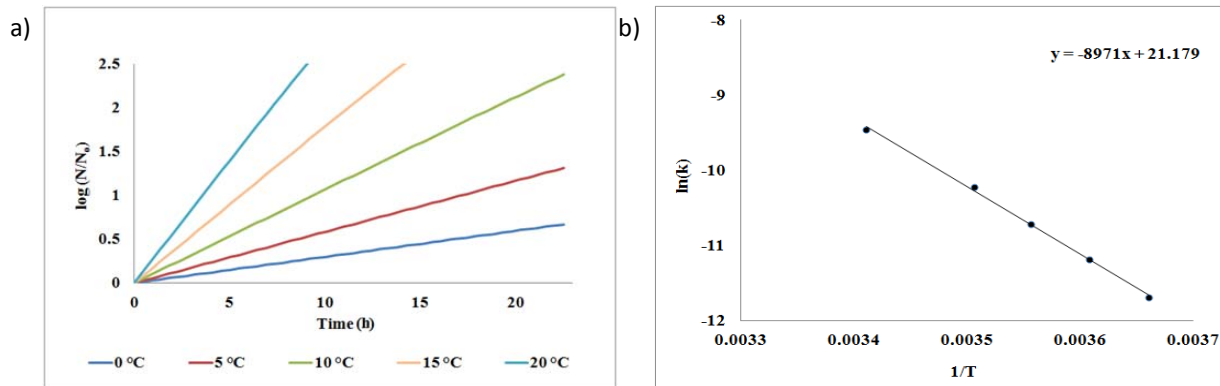 a)
2.5
2
1.5
1
0.5
0
log (N/N₀)
0 5 10 15 20
Time (h)
0 °C 5 °C 10 °C 15 °C 20 °C
b)
y = -8971x + 21.179
-8
-9
-10
-11
-12
ln(k)
0.0033 0.0034 0.0035 0.0036 0.0037
1/T